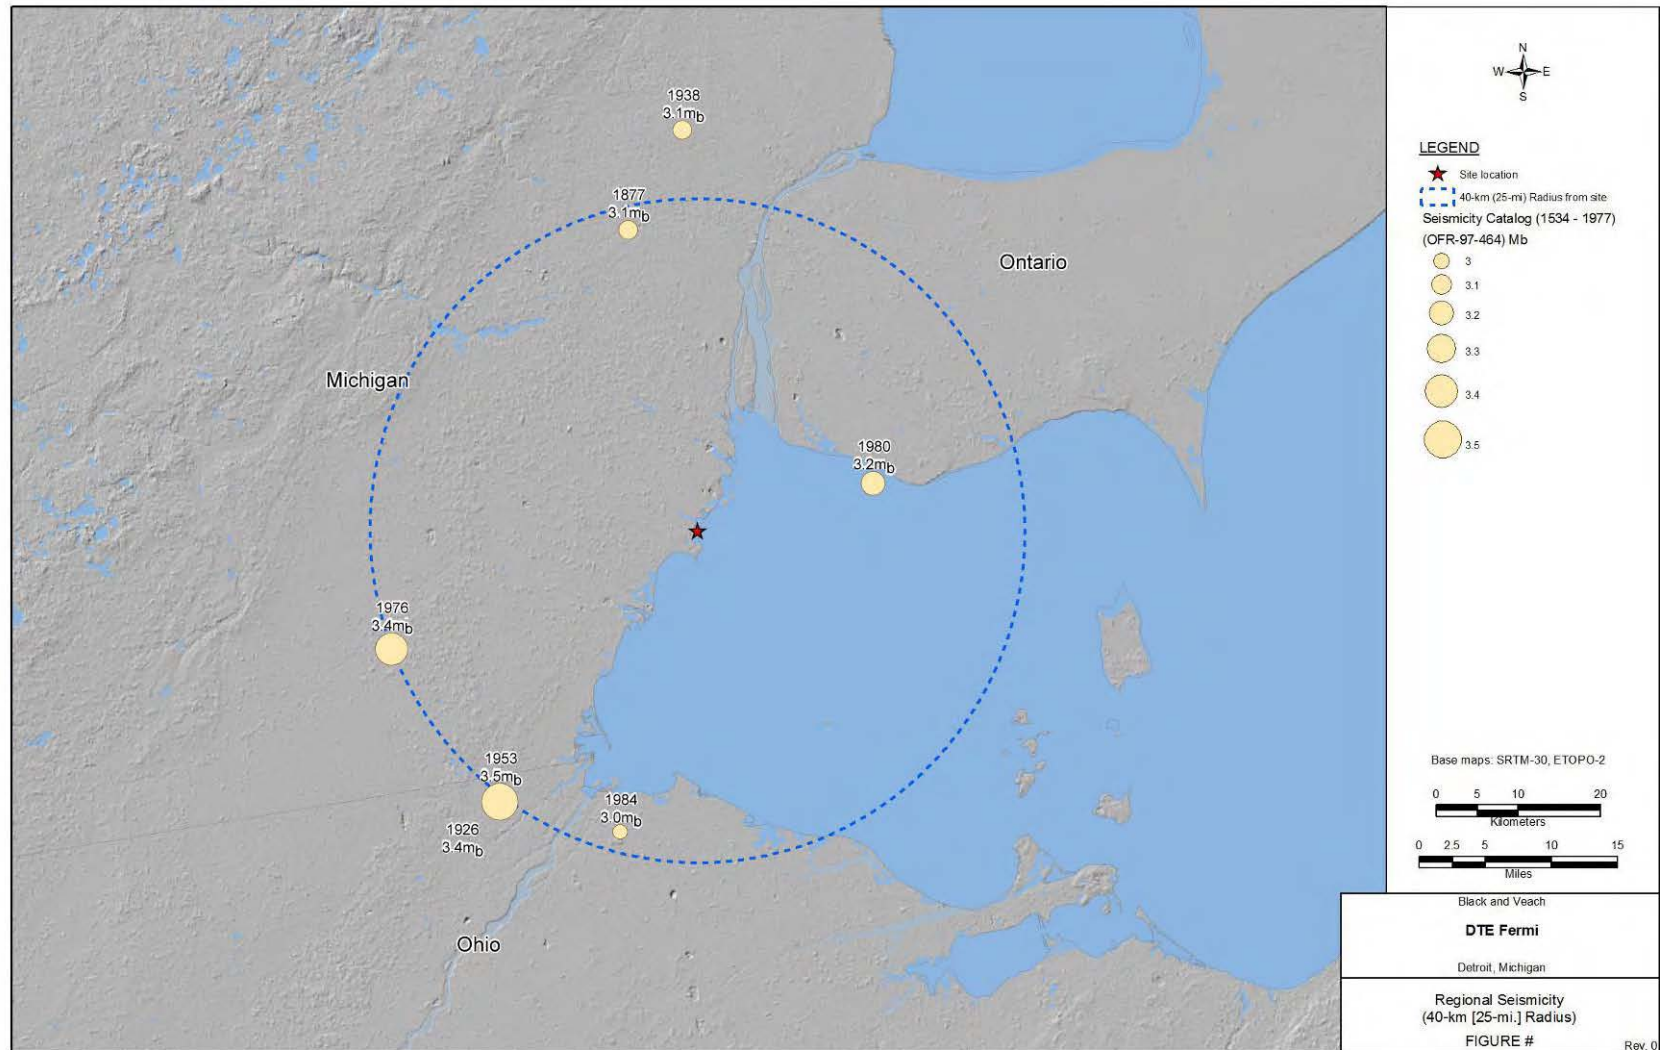 1938
3.1mb
1877
3.1mb
Ontario
Michigan
1980
3.2mb
1976
3.4mb
1953
3.5mb
1984
3.0mb
1926
3.4mb
Ohio
N
W E
S
LEGEND
Site location
40-km (25-mi) Radius from site
Seismicity Catalog (1534 - 1977)
(OFR-97-464) Mb
3
3.1
3.2
3.3
3.4
3.5
Base maps: SRTM-30, ETOPO-2
0 5 10 20
Kilometers
0 2.5 5 10 15
Miles
Black and Veach
DTE Fermi
Detroit, Michigan
Regional Seismicity
(40-km [25-mi.] Radius)
FIGURE #
Rev. 0